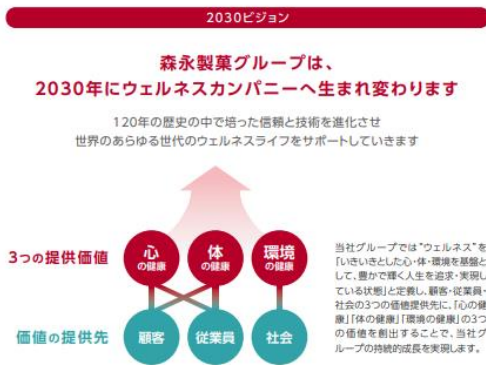 2030ビジョン
森永製菓グループは、
2030年にウェルネスカンパニーへ生まれ変わります
120年の歴史の中で培った信頼と技術を進化させ
世界のあらゆる世代のウェルネスライフをサポートしていきます
3つの提供価値
心
の健康
体
の健康
環境
の健康
価値の提供先
顧客
従業員
社会
当社グループでは"ウェルネス"を
「いきいきとした心・体・環境を基盤と
して、豊かで輝く人生を追求・実現し
ている状態」と定義し、顧客・従業員・
社会の3つの価値提供先に、「心の健
康」「体の健康」「環境の健康」の3つ
の価値を創出することで、当社グ
ループの持続的成長を実現します。